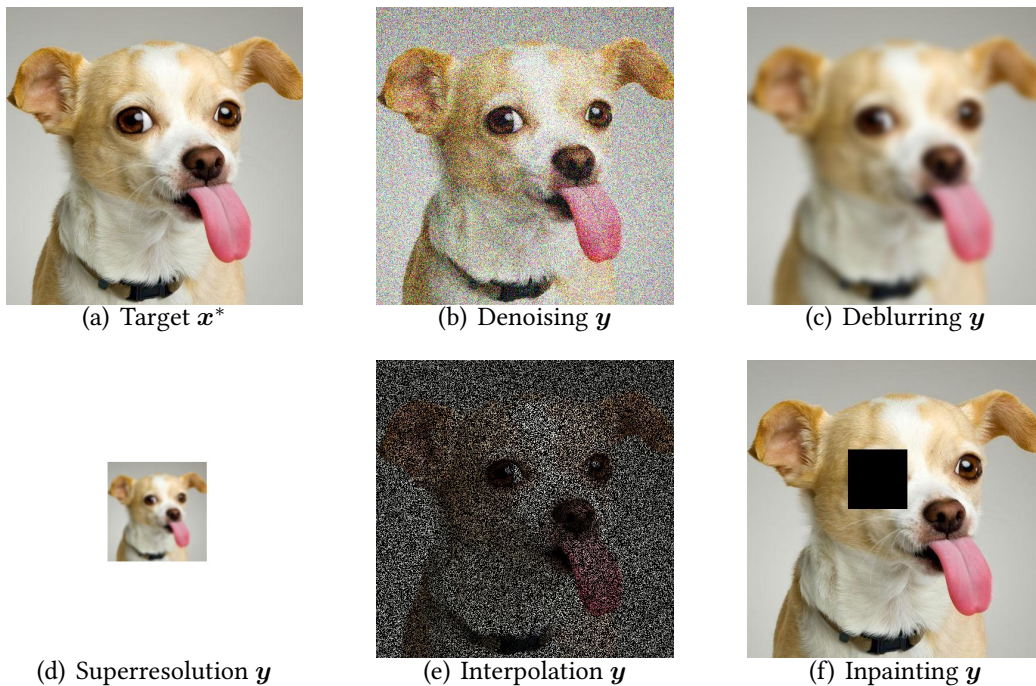 (a) Target x*
(b) Denoising y
(c) Deblurring y
(d) Superresolution y
(e) Interpolation y
(f) Inpainting y